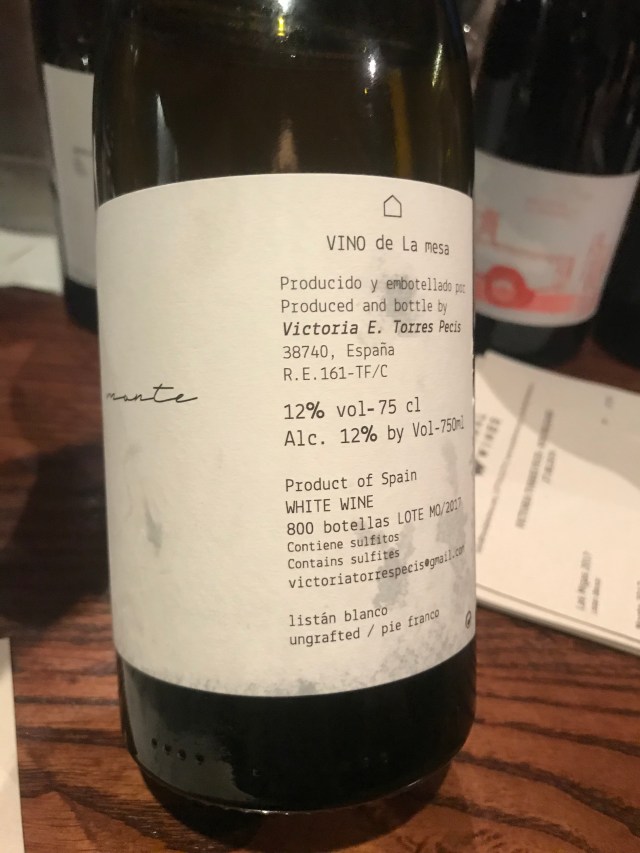 monte
VINO de La mesa
Producido y embotellado por
Produced and bottle by
Victoria E. Torres Pecis
38740, España
R.E.161-TF/C
12% vol-75 cl
Alc. 12% by Vol-750ml
Product of Spain
WHITE WINE
800 botellas LOTE MO/2017
Contiene sulfitos
Contains sulfites
victoriatorrespecis@gmail.com
listán blanco
ungrafted / pie franco
WINES
2017